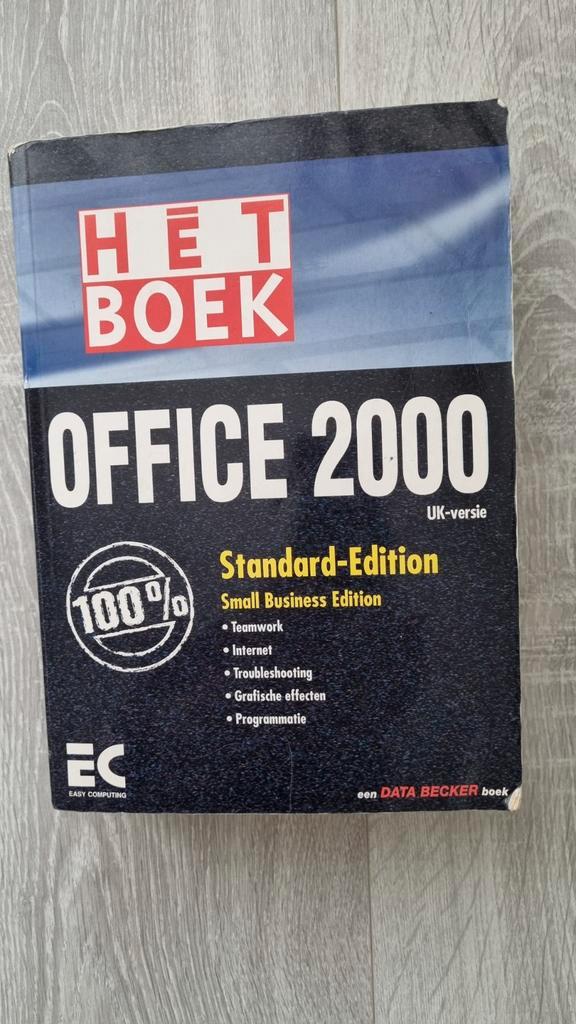 HĒT
BOEK
OFFICE 2000
UK-versie
Standard-Edition
Small Business Edition
100%
• Teamwork
• Internet
• Troubleshooting
• Grafische effecten
• Programmatie
EC
EASY COMPUTING
een DATA BECKER boek